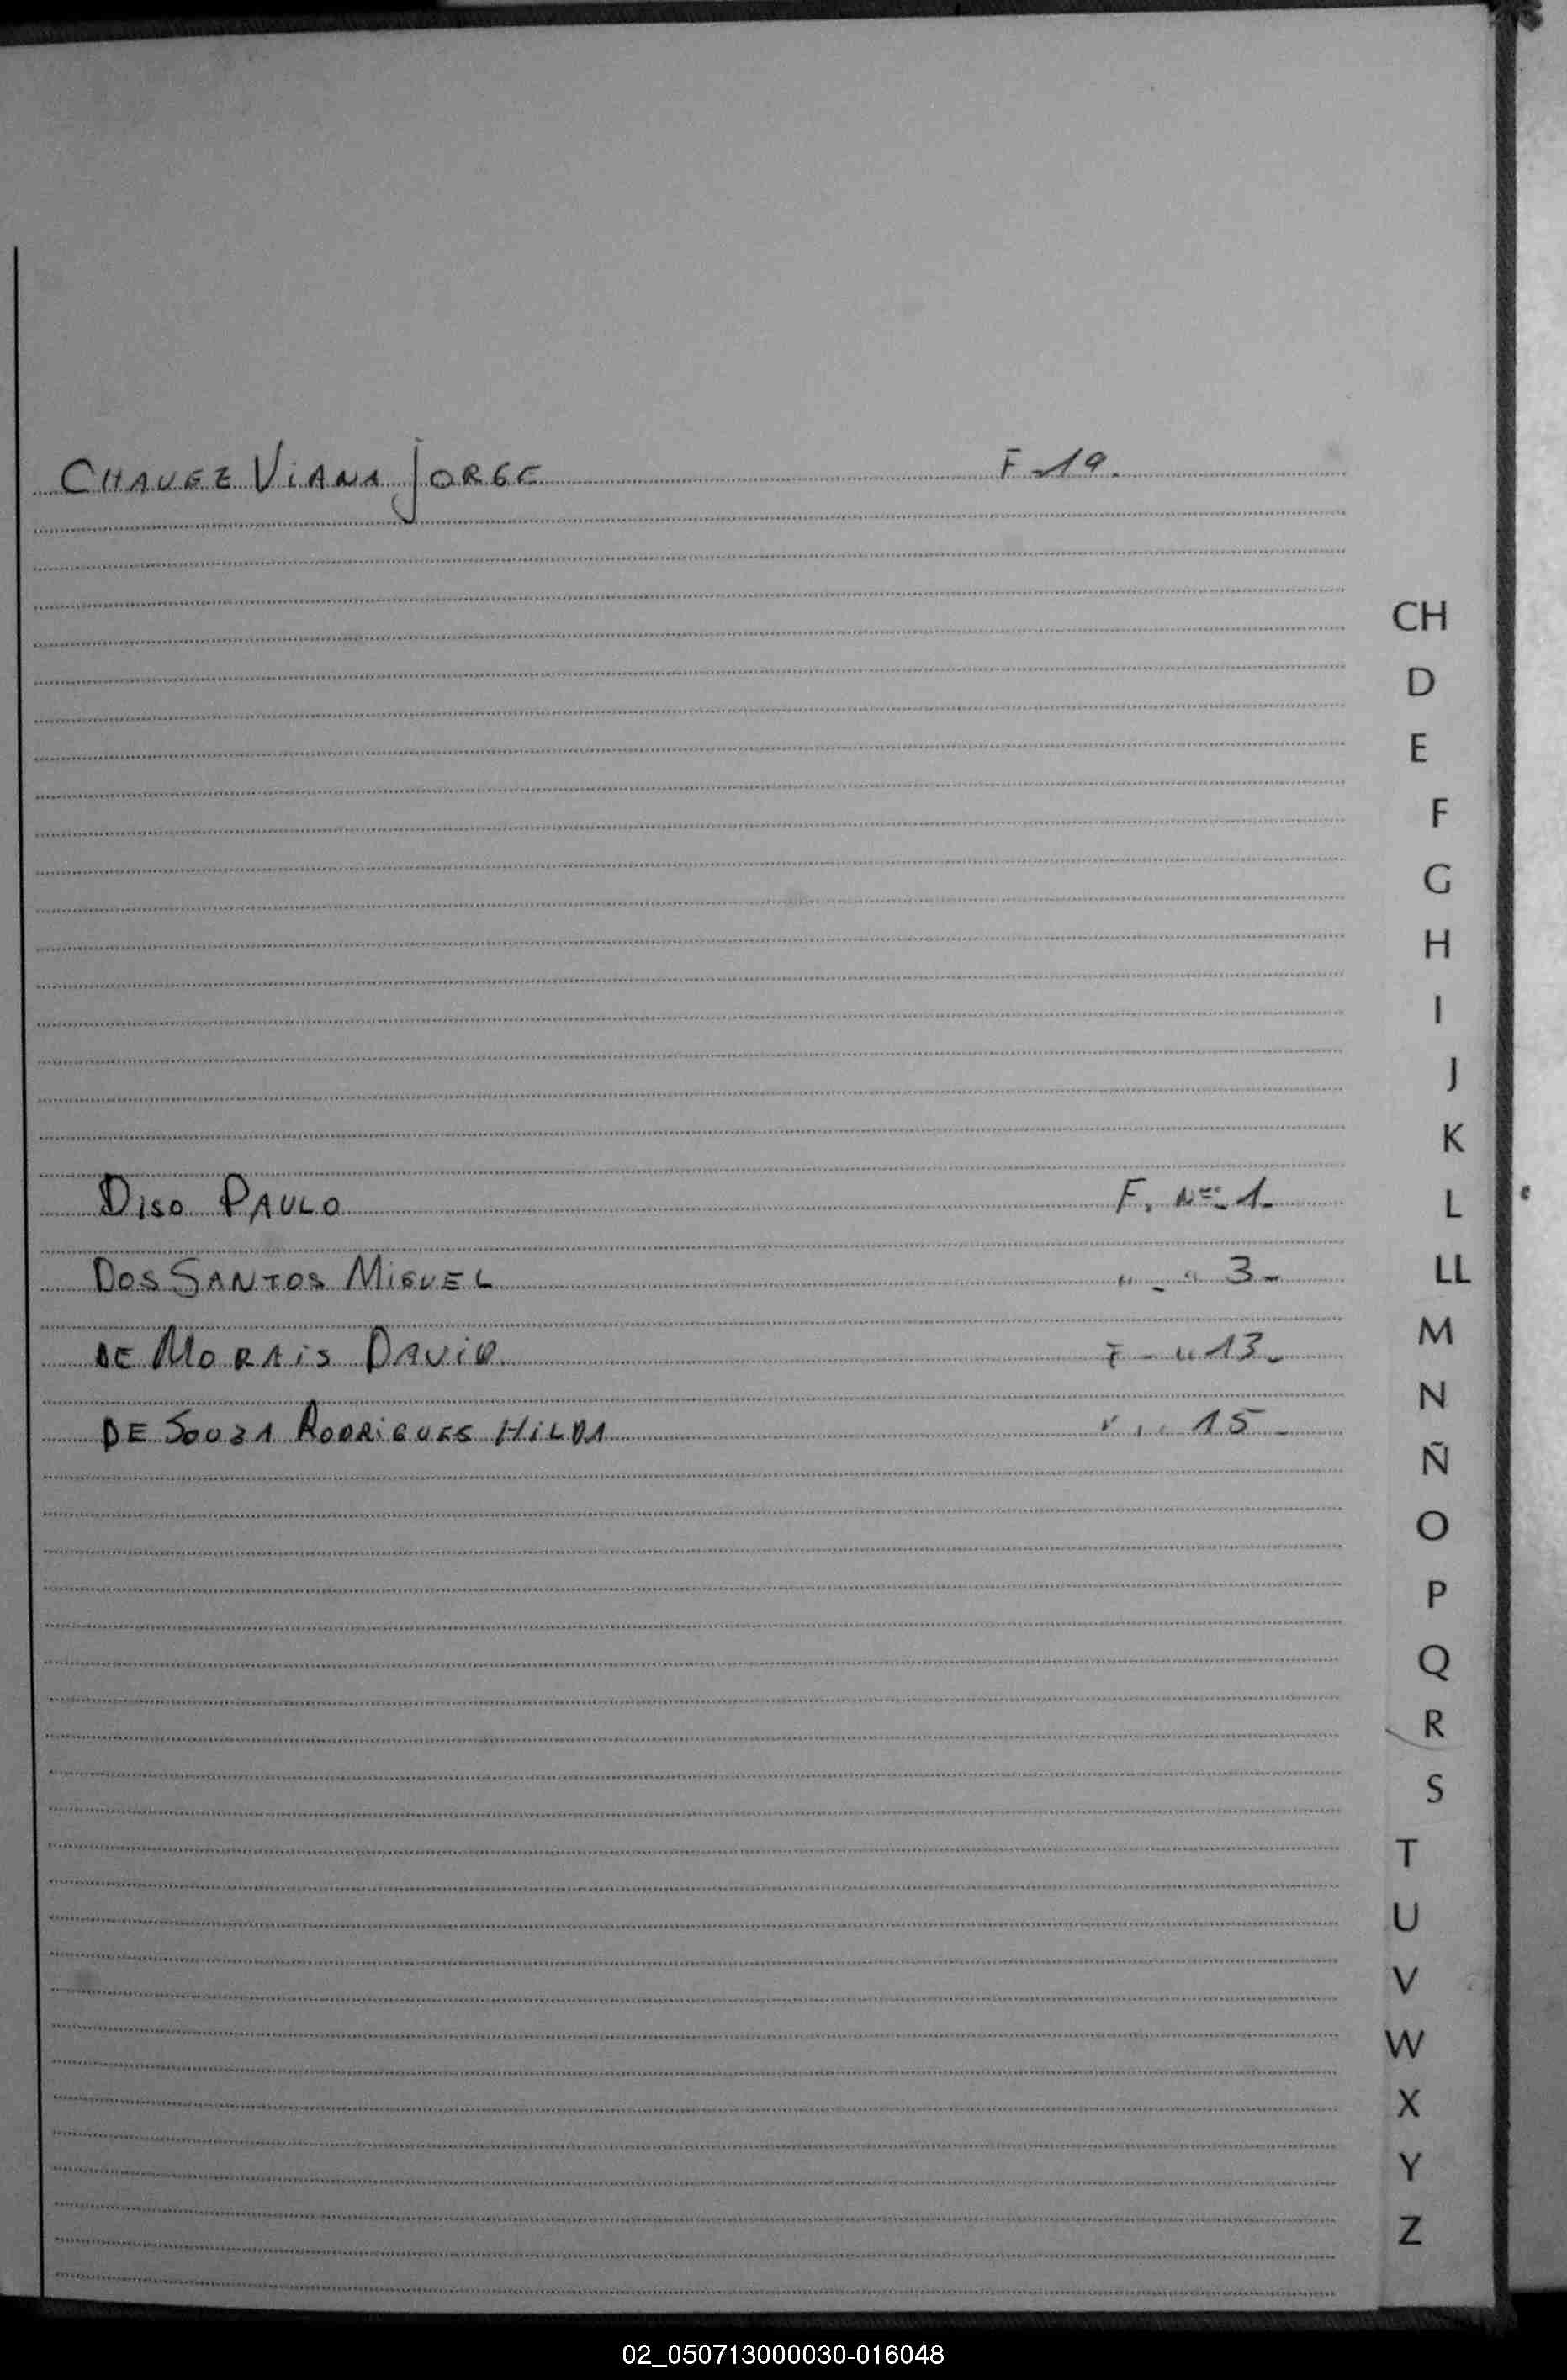 CHAVEZ VIANA JORGE F-19.
CH
D
E
F
G
H
I
J
K
DISO PAULO F. Nº 1-
L
DOS SANTOS MIGUEL " - " 3-
LL
M
DE MORAIS DAVID. F - " 13-
N
DE SOUZA RODRIGUES HILDA " " 15-
Ñ
O
P
Q
R
S
T
U
V
W
X
Y
Z
02_050713000030-016048